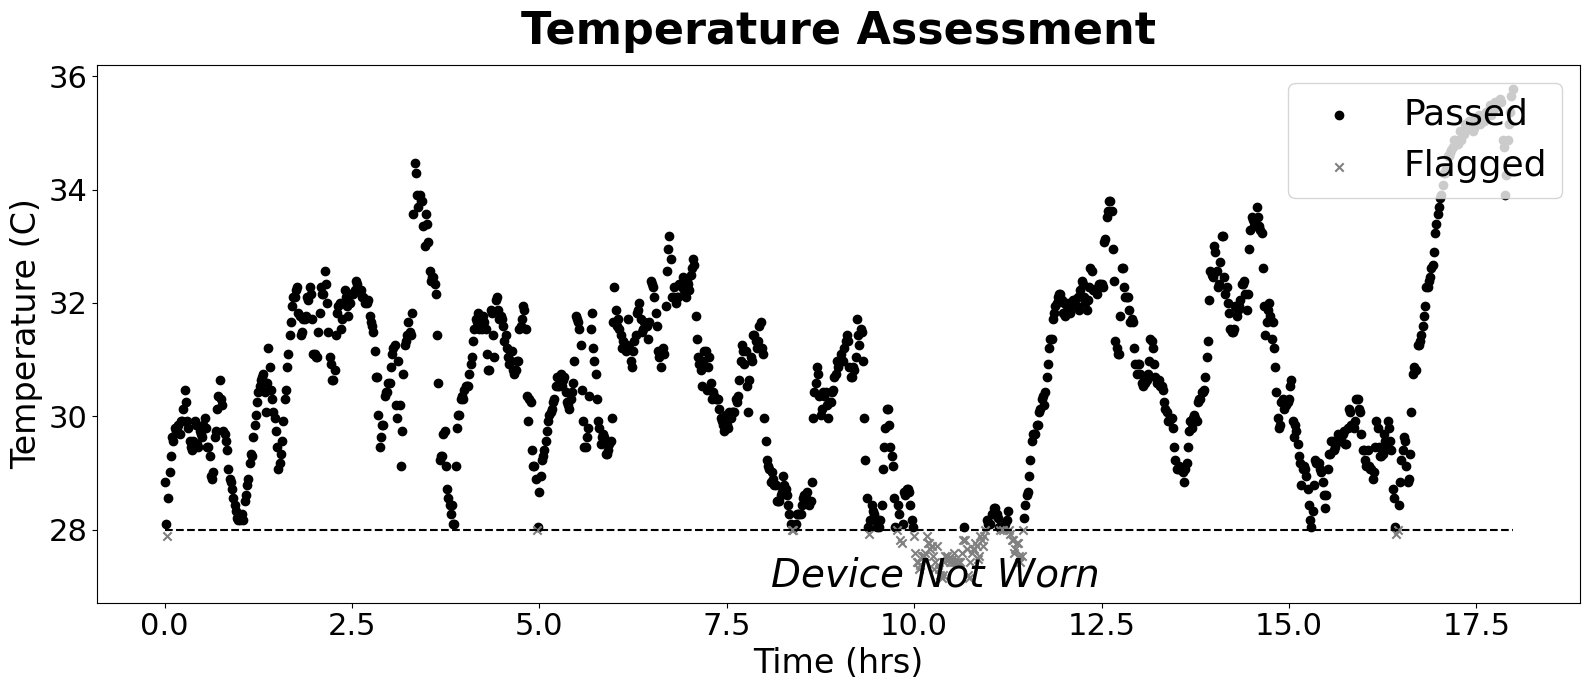 Temperature Assessment
36
34
32
30
28
Temperature (C)
Passed
Flagged
Device Not Worn
0.0 2.5 5.0 7.5 10.0 12.5 15.0 17.5
Time (hrs)